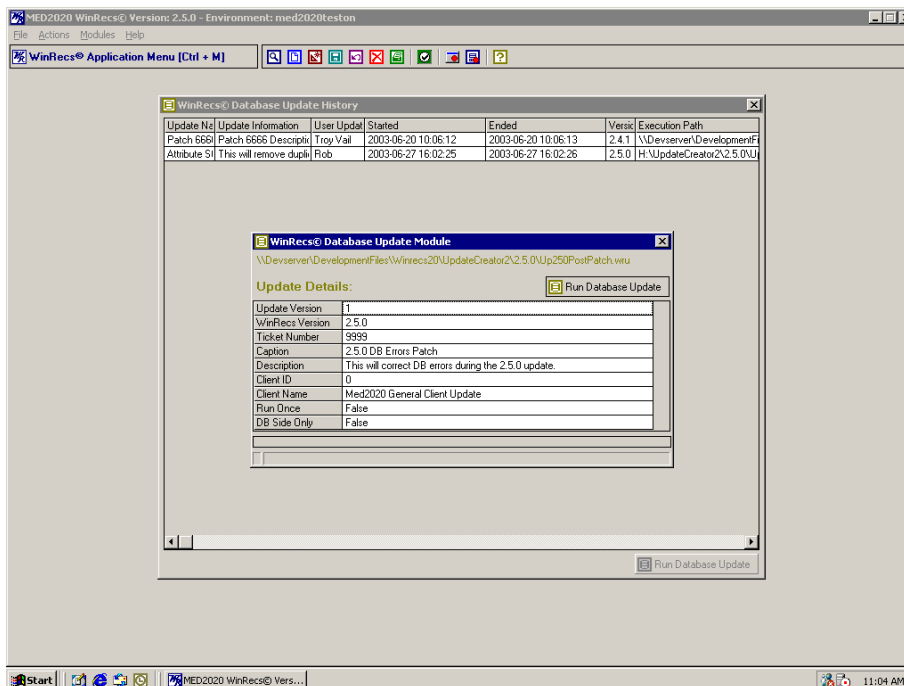 MED2020 WinRecs© Version: 2.5.0 - Environment: med2020teston
File Actions Modules Help
WinRecs© Application Menu [Ctrl + M]
WinRecs© Database Update History
Update Na Update Information User Updat Started Ended Versic Execution Path
Patch 666 Patch 6666 Descriptic Troy Vail 2003-06-20 10:06:12 2003-06-20 10:06:13 2.4.1 \\Devserver\DevelopmentFi
Attribute Sl This will remove dupli Rob 2003-06-27 16:02:25 2003-06-27 16:02:26 2.5.0 H:\UpdateCreator2\2.5.0\U
WinRecs© Database Update Module
\\Devserver\DevelopmentFiles\Winrecs20\UpdateCreator2\2.5.0\Up250PostPatch.wru
Update Details:
Run Database Update
Update Version 1
WinRecs Version 2.5.0
Ticket Number 9999
Caption 2.5.0 DB Errors Patch
Description This will correct DB errors during the 2.5.0 update.
Client ID 0
Client Name Med2020 General Client Update
Run Once False
DB Side Only False
Run Database Update
Start MED2020 WinRecs© Vers... 11:04 AM